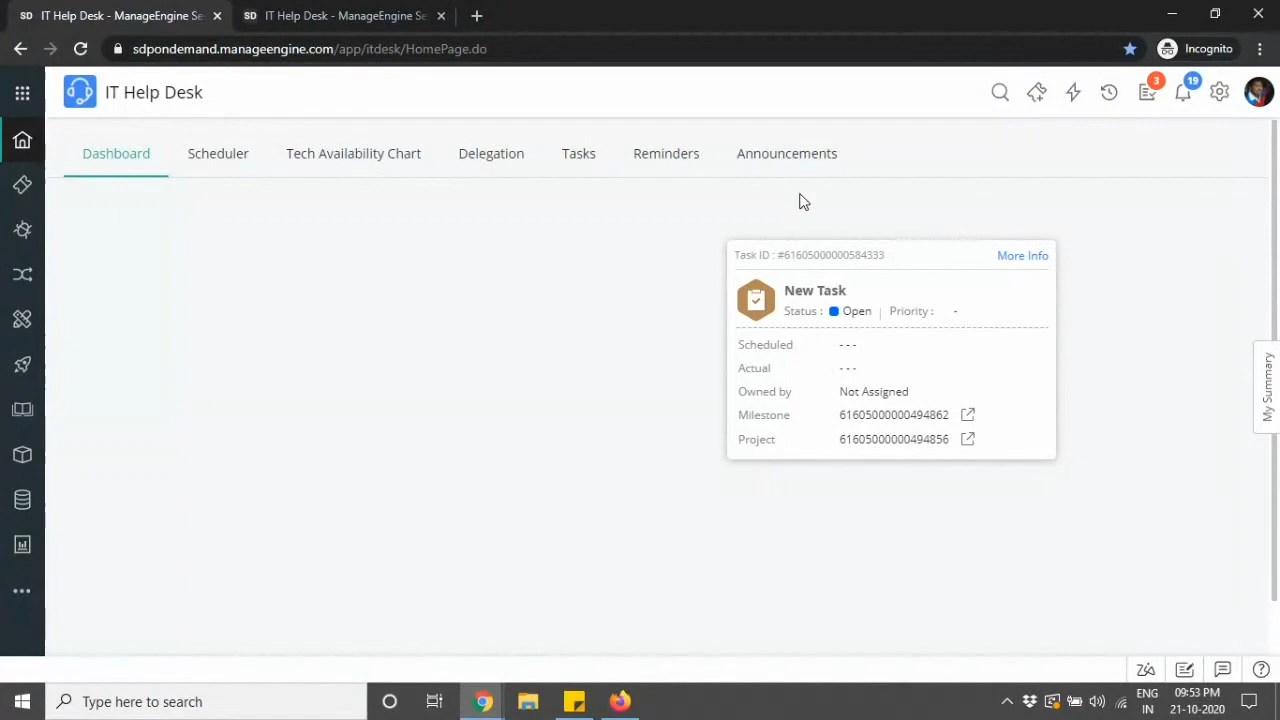 SD IT Help Desk - ManageEngine Se
SD IT Help Desk - ManageEngine Se
sdpondemand.manageengine.com/app/itdesk/HomePage.do
Incognito
IT Help Desk
3
19
Dashboard
Scheduler
Tech Availability Chart
Delegation
Tasks
Reminders
Announcements
Task ID : #61605000000584333
More Info
New Task
Status : Open
Priority : -
Scheduled - - -
Actual - - -
Owned by Not Assigned
Milestone 61605000000494862
Project 61605000000494856
My Summary
Type here to search
ENG
IN
09:53 PM
21-10-2020